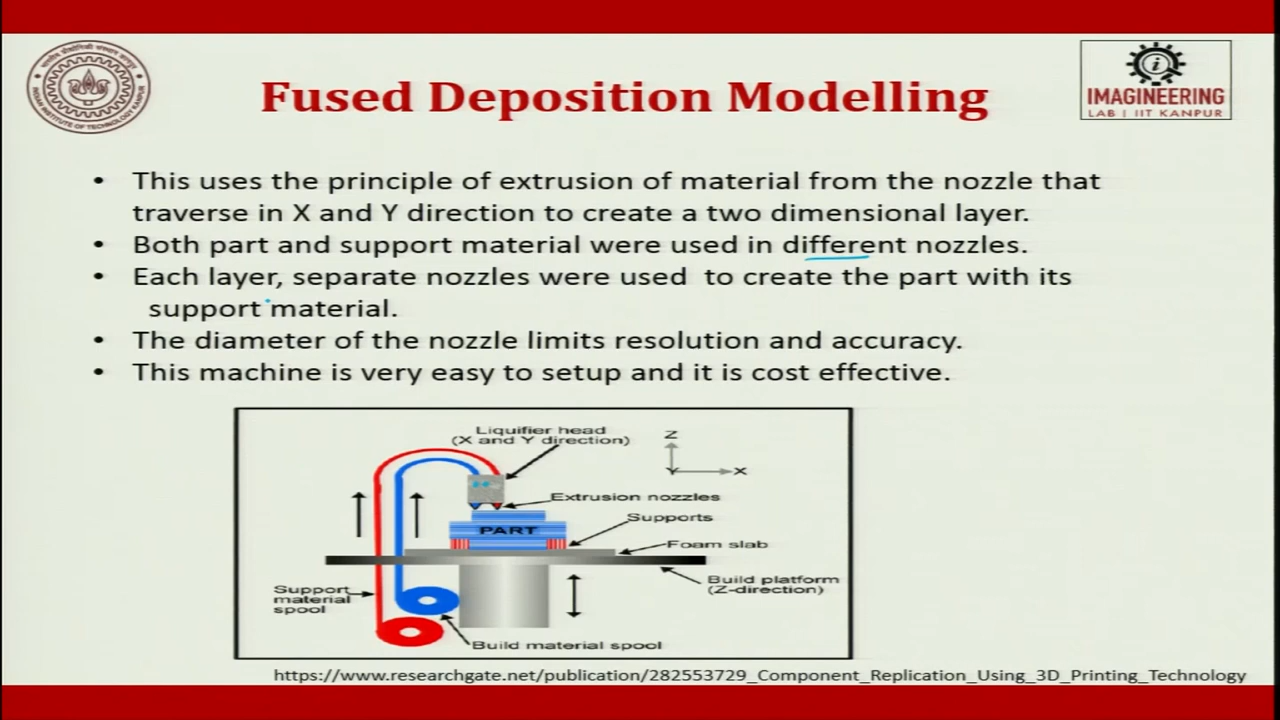 Fused Deposition Modelling
IMAGINEERING
LAB | IIT KANPUR
• This uses the principle of extrusion of material from the nozzle that
traverse in X and Y direction to create a two dimensional layer.
• Both part and support material were used in different nozzles.
• Each layer, separate nozzles were used to create the part with its
support material.
• The diameter of the nozzle limits resolution and accuracy.
• This machine is very easy to setup and it is cost effective.
Liquifier head
(X and Y direction)
Z
Y
X
Extrusion nozzles
Supports
PART
Foam slab
Build platform
(Z-direction)
Support
material
spool
Build material spool
https://www.researchgate.net/publication/282553729_Component_Replication_Using_3D_Printing_Technology